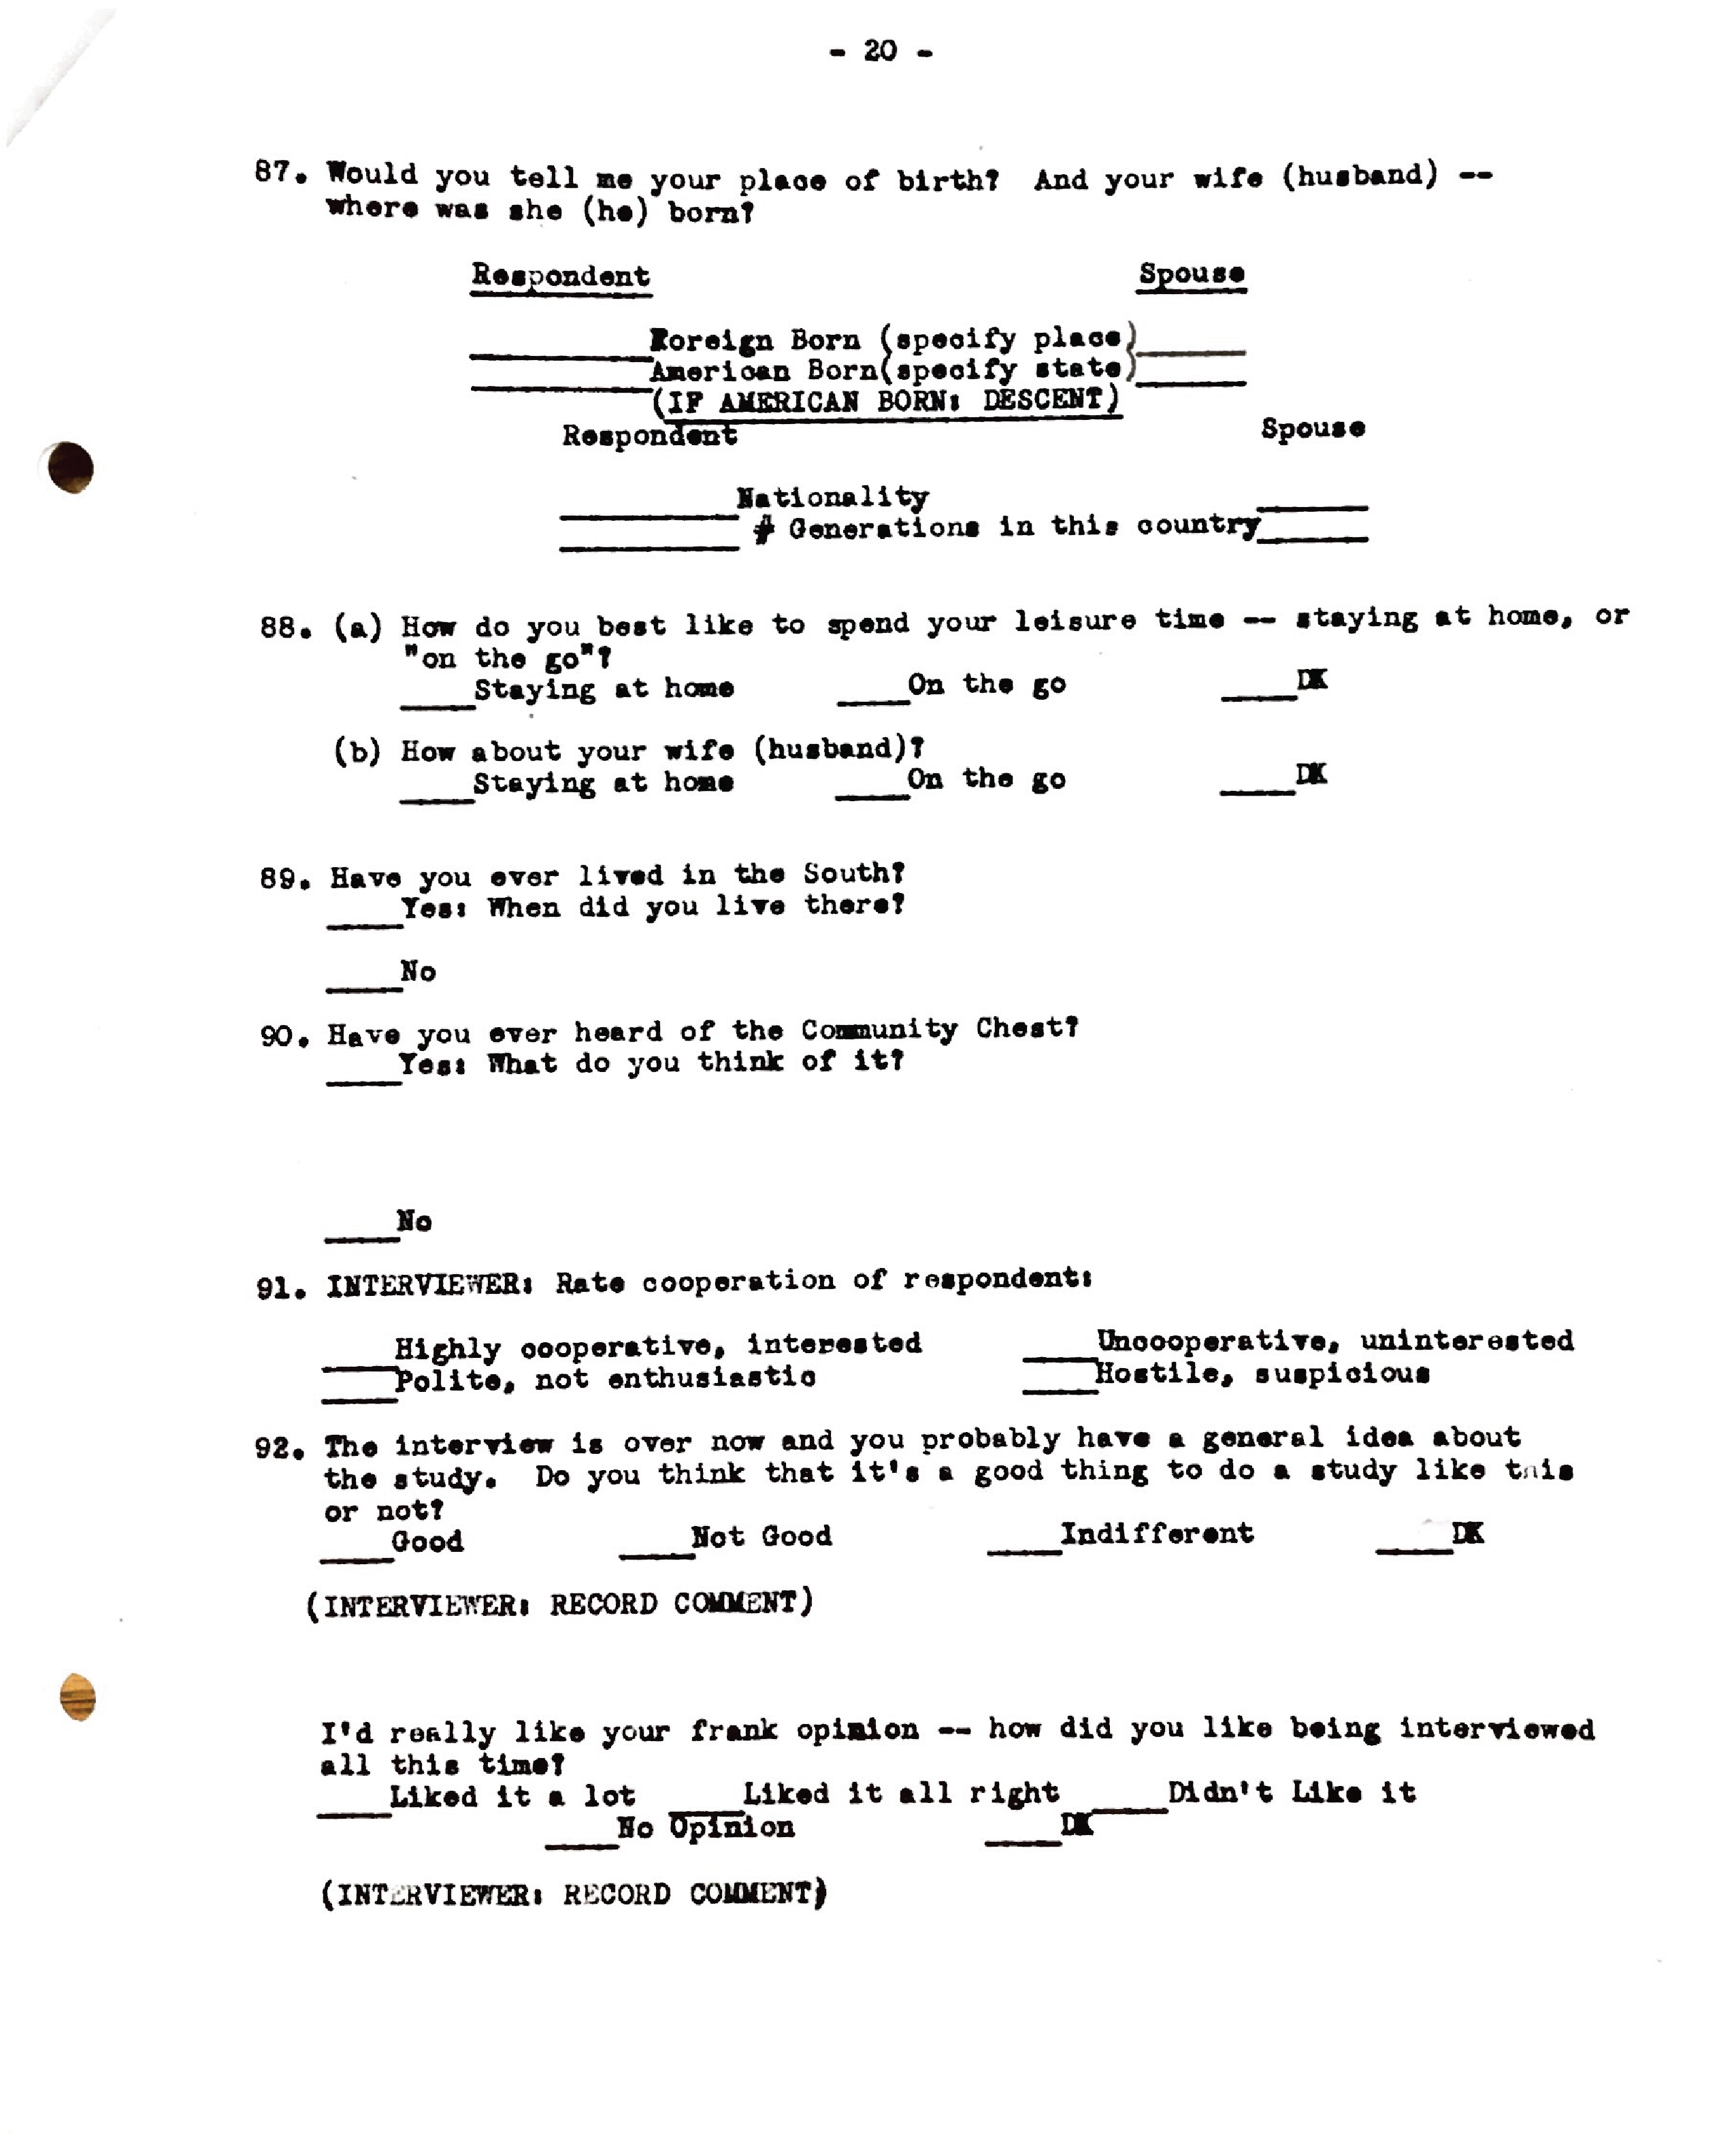 - 20 -
87. Would you tell me your place of birth? And your wife (husband) --
where was she (he) born?
Respondent Spouse
_____Foreign Born (specify place)_____
_____American Born(specify state)_____
(IF AMERICAN BORN: DESCENT)
Respondent Spouse
_____Nationality _____
_____ # Generations in this country_____
88. (a) How do you best like to spend your leisure time -- staying at home, or
"on the go"?
____Staying at home ____On the go ____DK
(b) How about your wife (husband)?
____Staying at home ____On the go ____DK
89. Have you ever lived in the South?
____Yes: When did you live there?
____No
90. Have you ever heard of the Community Chest?
____Yes: What do you think of it?
____No
91. INTERVIEWER: Rate cooperation of respondent:
____Highly cooperative, interested ____Uncooperative, uninterested
____Polite, not enthusiastic ____Hostile, suspicious
92. The interview is over now and you probably have a general idea about
the study. Do you think that it's a good thing to do a study like this
or not?
____Good ____Not Good ____Indifferent ____DK
(INTERVIEWER: RECORD COMMENT)
I'd really like your frank opinion -- how did you like being interviewed
all this time?
____Liked it a lot ____Liked it all right ____Didn't Like it
____No Opinion ____DK
(INTERVIEWER: RECORD COMMENT)